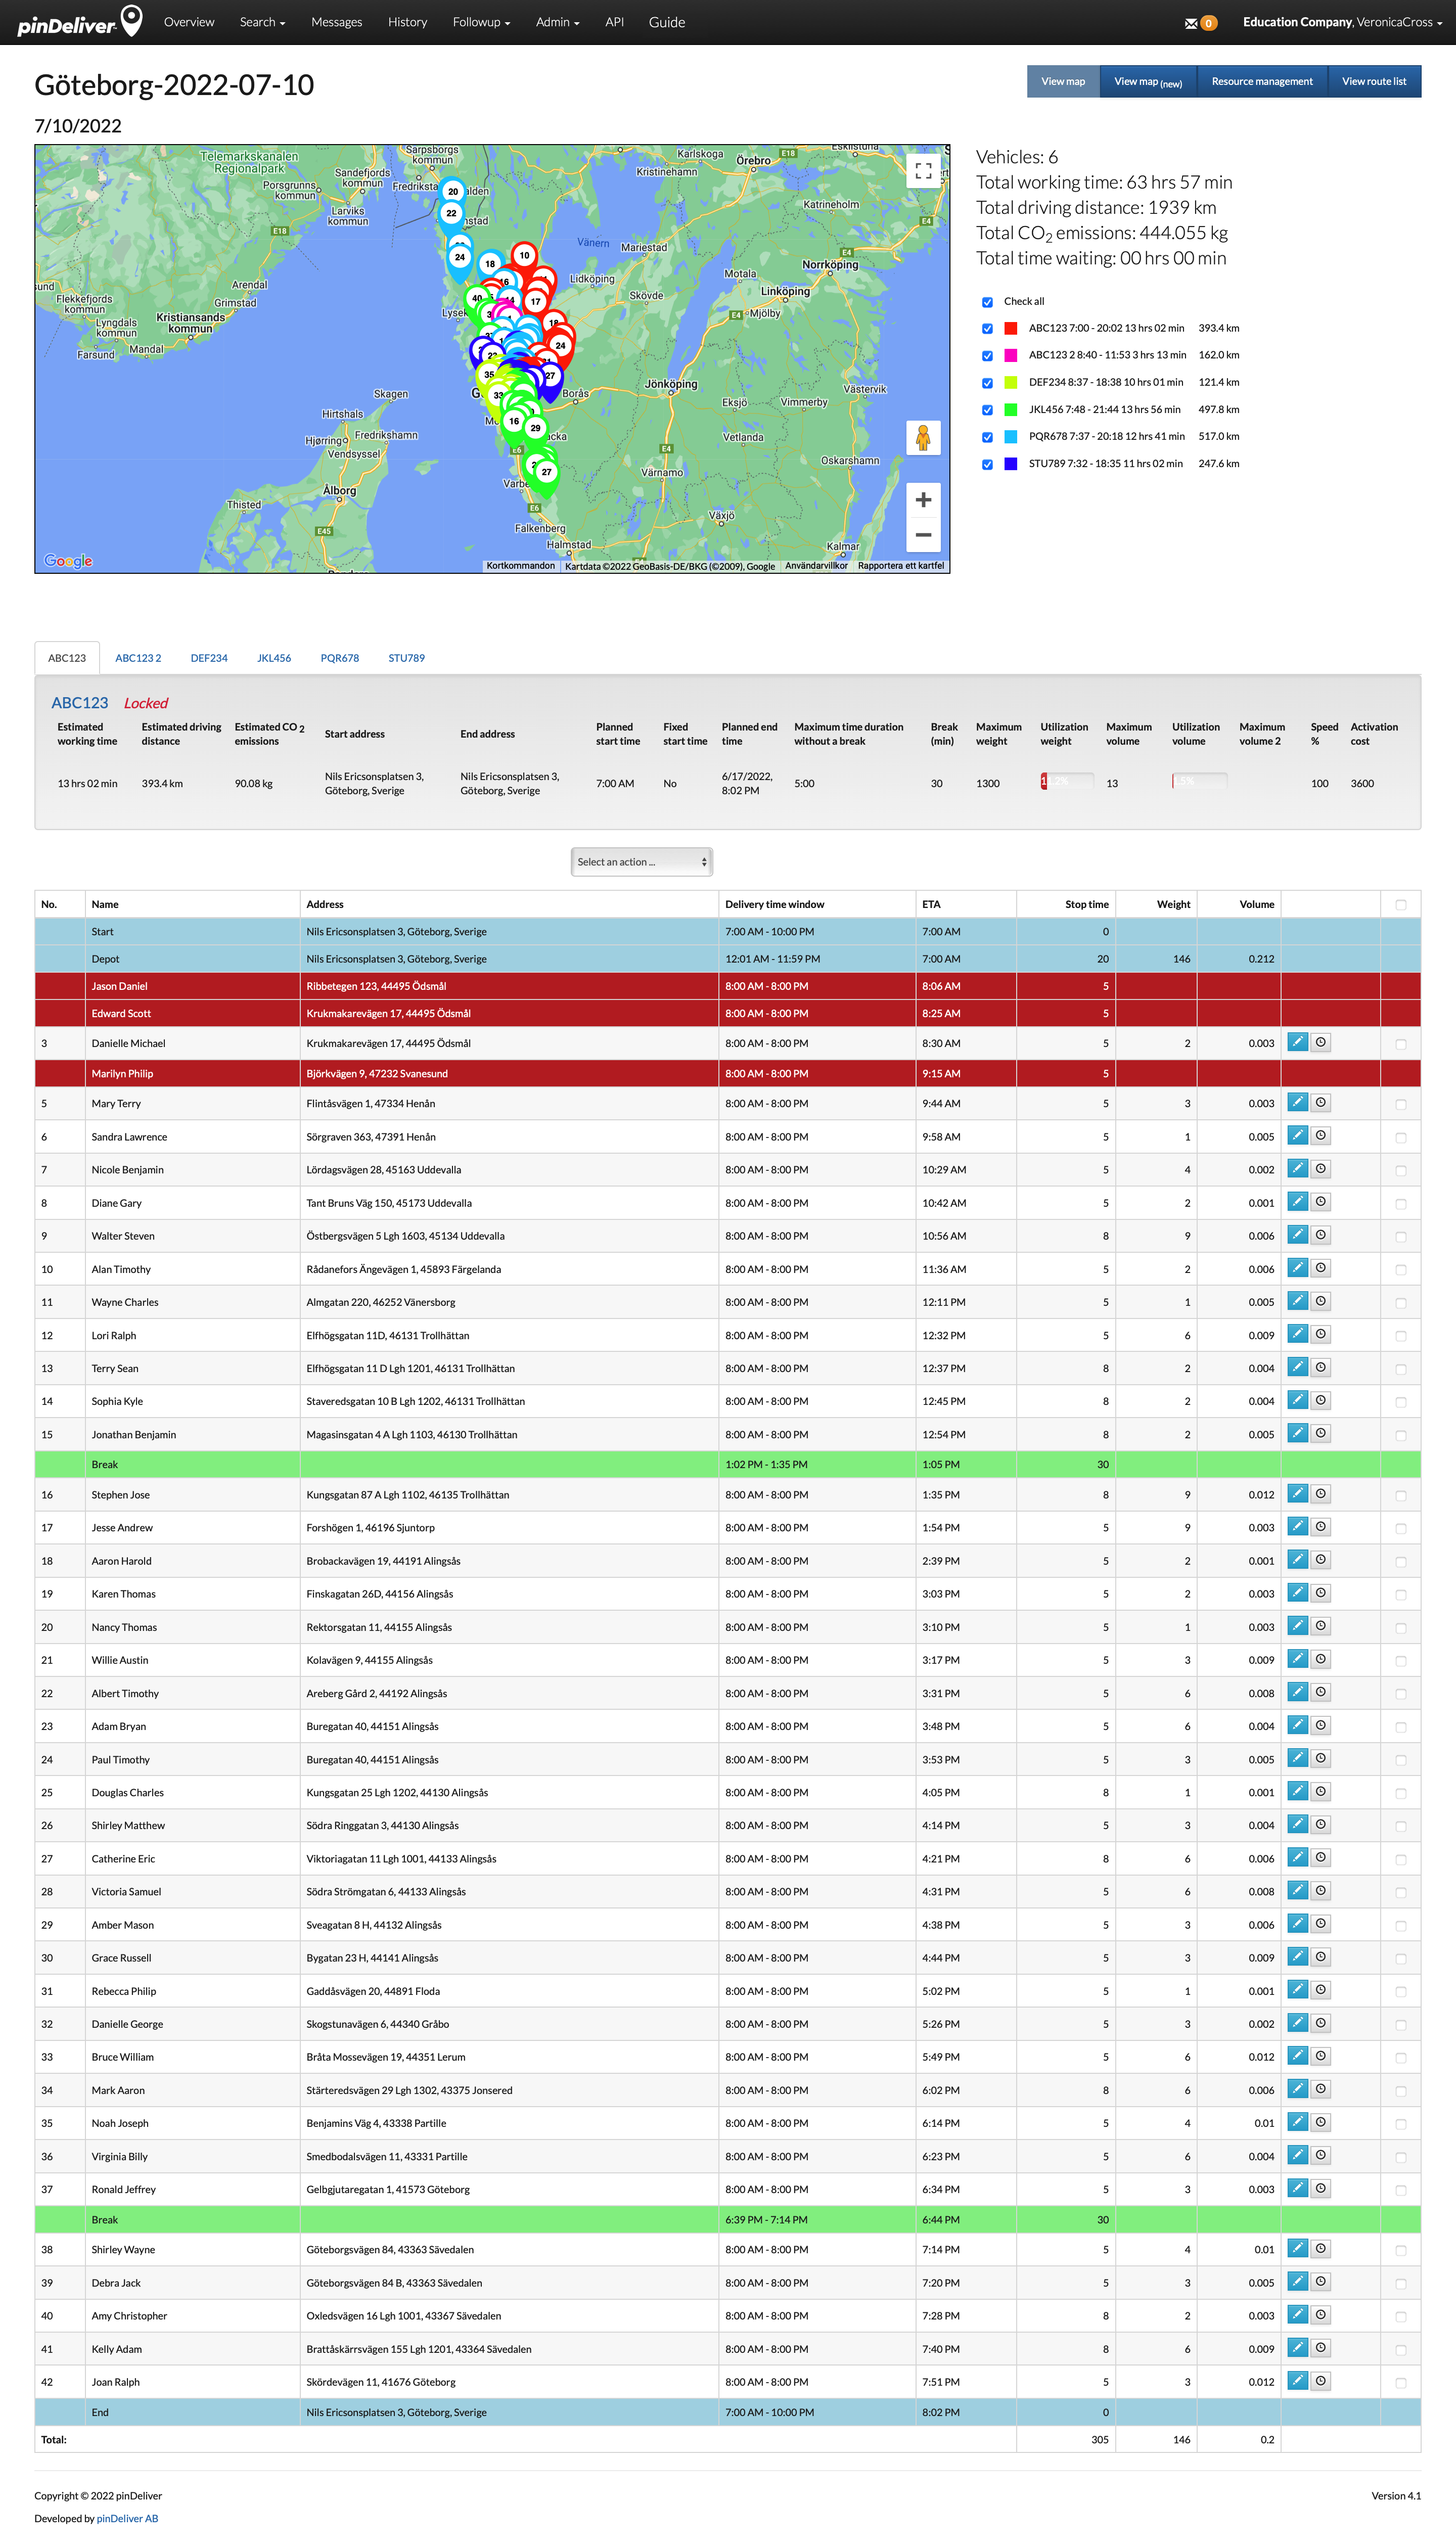 pinDeliver Overview Search Messages History Followup Admin API Guide 0 Education Company, VeronicaCross
Göteborg-2022-07-10
View map View map (new) Resource management View route list
7/10/2022
Telemarkskanalen Regionalpark
Porsgrunns kommun
Sandefjords kommun
Larviks kommun
Sarpsborgs kommun
Karlskoga
Kristinehamn
Örebro
Katrineholm
Vänern
Mariestad
Norrköping
Motala
Linköping
Mjölby
Lidköping
Skövde
Arendal
Grimstad
Kristiansands kommun
Flekkefjords kommun
Lyngdals kommun
Farsund
Mandal
Skagen
Hirtshals
Hjørring
Fredrikshamn
Vendsyssel
Ålborg
Thisted
Jönköping
Borås
Eksjö
Vimmerby
Västervik
Vetlanda
Oskarshamn
Värnamo
Växjö
Falkenberg
Halmstad
Kalmar
Google
Kortkommandon Kartdata ©2022 GeoBasis-DE/BKG (©2009), Google Användarvillkor Rapportera ett kartfel
Vehicles: 6
Total working time: 63 hrs 57 min
Total driving distance: 1939 km
Total CO2 emissions: 444.055 kg
Total time waiting: 00 hrs 00 min
Check all
ABC123 7:00 - 20:02 13 hrs 02 min 393.4 km
ABC123 2 8:40 - 11:53 3 hrs 13 min 162.0 km
DEF234 8:37 - 18:38 10 hrs 01 min 121.4 km
JKL456 7:48 - 21:44 13 hrs 56 min 497.8 km
PQR678 7:37 - 20:18 12 hrs 41 min 517.0 km
STU789 7:32 - 18:35 11 hrs 02 min 247.6 km
ABC123 ABC123 2 DEF234 JKL456 PQR678 STU789
ABC123 Locked
Estimated working time Estimated driving distance Estimated CO 2 emissions Start address End address Planned start time Fixed start time Planned end time Maximum time duration without a break Break (min) Maximum weight Utilization weight Maximum volume Utilization volume Maximum volume 2 Speed % Activation cost
13 hrs 02 min 393.4 km 90.08 kg Nils Ericsonsplatsen 3, Göteborg, Sverige Nils Ericsonsplatsen 3, Göteborg, Sverige 7:00 AM No 6/17/2022, 8:02 PM 5:00 30 1300 13 100 3600
Select an action ...
No. Name Address Delivery time window ETA Stop time Weight Volume
Start Nils Ericsonsplatsen 3, Göteborg, Sverige 7:00 AM - 10:00 PM 7:00 AM 0
Depot Nils Ericsonsplatsen 3, Göteborg, Sverige 12:01 AM - 11:59 PM 7:00 AM 20 146 0.212
Jason Daniel Ribbetegen 123, 44495 Ödsmål 8:00 AM - 8:00 PM 8:06 AM 5
Edward Scott Krukmakarevägen 17, 44495 Ödsmål 8:00 AM - 8:00 PM 8:25 AM 5
3 Danielle Michael Krukmakarevägen 17, 44495 Ödsmål 8:00 AM - 8:00 PM 8:30 AM 5 2 0.003
Marilyn Philip Björkvägen 9, 47232 Svanesund 8:00 AM - 8:00 PM 9:15 AM 5
5 Mary Terry Flintåsvägen 1, 47334 Henån 8:00 AM - 8:00 PM 9:44 AM 5 3 0.003
6 Sandra Lawrence Sörgraven 363, 47391 Henån 8:00 AM - 8:00 PM 9:58 AM 5 1 0.005
7 Nicole Benjamin Lördagsvägen 28, 45163 Uddevalla 8:00 AM - 8:00 PM 10:29 AM 5 4 0.002
8 Diane Gary Tant Bruns Väg 150, 45173 Uddevalla 8:00 AM - 8:00 PM 10:42 AM 5 2 0.001
9 Walter Steven Östbergsvägen 5 Lgh 1603, 45134 Uddevalla 8:00 AM - 8:00 PM 10:56 AM 8 9 0.006
10 Alan Timothy Rådanefors Ängevägen 1, 45893 Färgelanda 8:00 AM - 8:00 PM 11:36 AM 5 2 0.006
11 Wayne Charles Almgatan 220, 46252 Vänersborg 8:00 AM - 8:00 PM 12:11 PM 5 1 0.005
12 Lori Ralph Elfhögsgatan 11D, 46131 Trollhättan 8:00 AM - 8:00 PM 12:32 PM 5 6 0.009
13 Terry Sean Elfhögsgatan 11 D Lgh 1201, 46131 Trollhättan 8:00 AM - 8:00 PM 12:37 PM 8 2 0.004
14 Sophia Kyle Staveredsgatan 10 B Lgh 1202, 46131 Trollhättan 8:00 AM - 8:00 PM 12:45 PM 8 2 0.004
15 Jonathan Benjamin Magasinsgatan 4 A Lgh 1103, 46130 Trollhättan 8:00 AM - 8:00 PM 12:54 PM 8 2 0.005
Break 1:02 PM - 1:35 PM 1:05 PM 30
16 Stephen Jose Kungsgatan 87 A Lgh 1102, 46135 Trollhättan 8:00 AM - 8:00 PM 1:35 PM 8 9 0.012
17 Jesse Andrew Forshögen 1, 46196 Sjuntorp 8:00 AM - 8:00 PM 1:54 PM 5 9 0.003
18 Aaron Harold Brobackavägen 19, 44191 Alingsås 8:00 AM - 8:00 PM 2:39 PM 5 2 0.001
19 Karen Thomas Finskagatan 26D, 44156 Alingsås 8:00 AM - 8:00 PM 3:03 PM 5 2 0.003
20 Nancy Thomas Rektorsgatan 11, 44155 Alingsås 8:00 AM - 8:00 PM 3:10 PM 5 1 0.003
21 Willie Austin Kolavägen 9, 44155 Alingsås 8:00 AM - 8:00 PM 3:17 PM 5 3 0.009
22 Albert Timothy Areberg Gård 2, 44192 Alingsås 8:00 AM - 8:00 PM 3:31 PM 5 6 0.008
23 Adam Bryan Buregatan 40, 44151 Alingsås 8:00 AM - 8:00 PM 3:48 PM 5 6 0.004
24 Paul Timothy Buregatan 40, 44151 Alingsås 8:00 AM - 8:00 PM 3:53 PM 5 3 0.005
25 Douglas Charles Kungsgatan 25 Lgh 1202, 44130 Alingsås 8:00 AM - 8:00 PM 4:05 PM 8 1 0.001
26 Shirley Matthew Södra Ringgatan 3, 44130 Alingsås 8:00 AM - 8:00 PM 4:14 PM 5 3 0.004
27 Catherine Eric Viktoriagatan 11 Lgh 1001, 44133 Alingsås 8:00 AM - 8:00 PM 4:21 PM 8 6 0.006
28 Victoria Samuel Södra Strömgatan 6, 44133 Alingsås 8:00 AM - 8:00 PM 4:31 PM 5 6 0.008
29 Amber Mason Sveagatan 8 H, 44132 Alingsås 8:00 AM - 8:00 PM 4:38 PM 5 3 0.006
30 Grace Russell Bygatan 23 H, 44141 Alingsås 8:00 AM - 8:00 PM 4:44 PM 5 3 0.009
31 Rebecca Philip Gaddåsvägen 20, 44891 Floda 8:00 AM - 8:00 PM 5:02 PM 5 1 0.001
32 Danielle George Skogstunavägen 6, 44340 Gråbo 8:00 AM - 8:00 PM 5:26 PM 5 3 0.002
33 Bruce William Bråta Mossevägen 19, 44351 Lerum 8:00 AM - 8:00 PM 5:49 PM 5 6 0.012
34 Mark Aaron Stärteredsvägen 29 Lgh 1302, 43375 Jonsered 8:00 AM - 8:00 PM 6:02 PM 8 6 0.006
35 Noah Joseph Benjamins Väg 4, 43338 Partille 8:00 AM - 8:00 PM 6:14 PM 5 4 0.01
36 Virginia Billy Smedbodalsvägen 11, 43331 Partille 8:00 AM - 8:00 PM 6:23 PM 5 6 0.004
37 Ronald Jeffrey Gelbgjutaregatan 1, 41573 Göteborg 8:00 AM - 8:00 PM 6:34 PM 5 3 0.003
Break 6:39 PM - 7:14 PM 6:44 PM 30
38 Shirley Wayne Göteborgsvägen 84, 43363 Sävedalen 8:00 AM - 8:00 PM 7:14 PM 5 4 0.01
39 Debra Jack Göteborgsvägen 84 B, 43363 Sävedalen 8:00 AM - 8:00 PM 7:20 PM 5 3 0.005
40 Amy Christopher Oxledsvägen 16 Lgh 1001, 43367 Sävedalen 8:00 AM - 8:00 PM 7:28 PM 8 2 0.003
41 Kelly Adam Brattåskärrsvägen 155 Lgh 1201, 43364 Sävedalen 8:00 AM - 8:00 PM 7:40 PM 8 6 0.009
42 Joan Ralph Skördevägen 11, 41676 Göteborg 8:00 AM - 8:00 PM 7:51 PM 5 3 0.012
End Nils Ericsonsplatsen 3, Göteborg, Sverige 7:00 AM - 10:00 PM 8:02 PM 0
Total: 305 146 0.2
Copyright © 2022 pinDeliver Version 4.1
Developed by pinDeliver AB